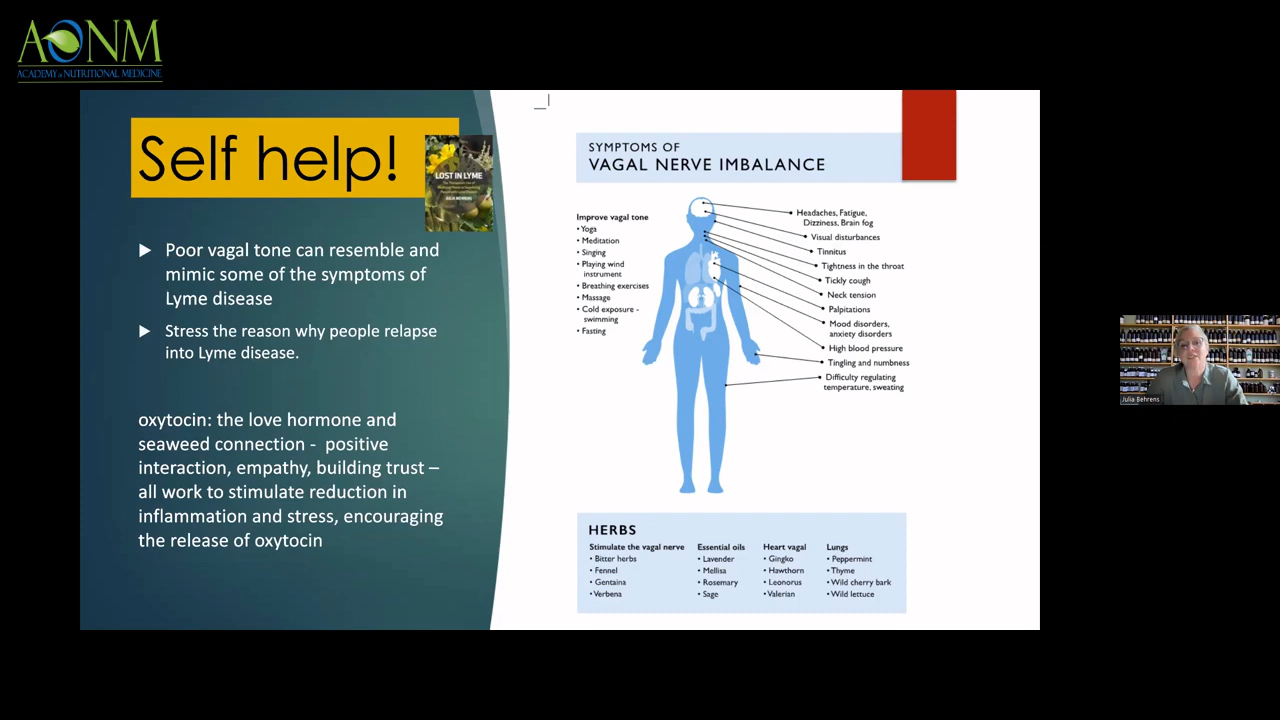 AONM
ACADEMY of NUTRITIONAL MEDICINE
Self help!
LOST IN LYME
JULIA BEHRENS
Poor vagal tone can resemble and
mimic some of the symptoms of
Lyme disease
Stress the reason why people relapse
into Lyme disease.
oxytocin: the love hormone and
seaweed connection - positive
interaction, empathy, building trust –
all work to stimulate reduction in
inflammation and stress, encouraging
the release of oxytocin
SYMPTOMS OF
VAGAL NERVE IMBALANCE
Improve vagal tone
• Yoga
• Meditation
• Singing
• Playing wind
instrument
• Breathing exercises
• Massage
• Cold exposure -
swimming
• Fasting
Headaches, Fatigue,
Dizziness, Brain fog
Visual disturbances
Tinnitus
Tightness in the throat
Tickly cough
Neck tension
Palpitations
Mood disorders,
anxiety disorders
High blood pressure
Tingling and numbness
Difficulty regulating
temperature, sweating
HERBS
Stimulate the vagal nerve
• Bitter herbs
• Fennel
• Gentaina
• Verbena
Essential oils
• Lavender
• Mellisa
• Rosemary
• Sage
Heart vagal
• Gingko
• Hawthorn
• Leonorus
• Valerian
Lungs
• Peppermint
• Thyme
• Wild cherry bark
• Wild lettuce
Julia Behrens